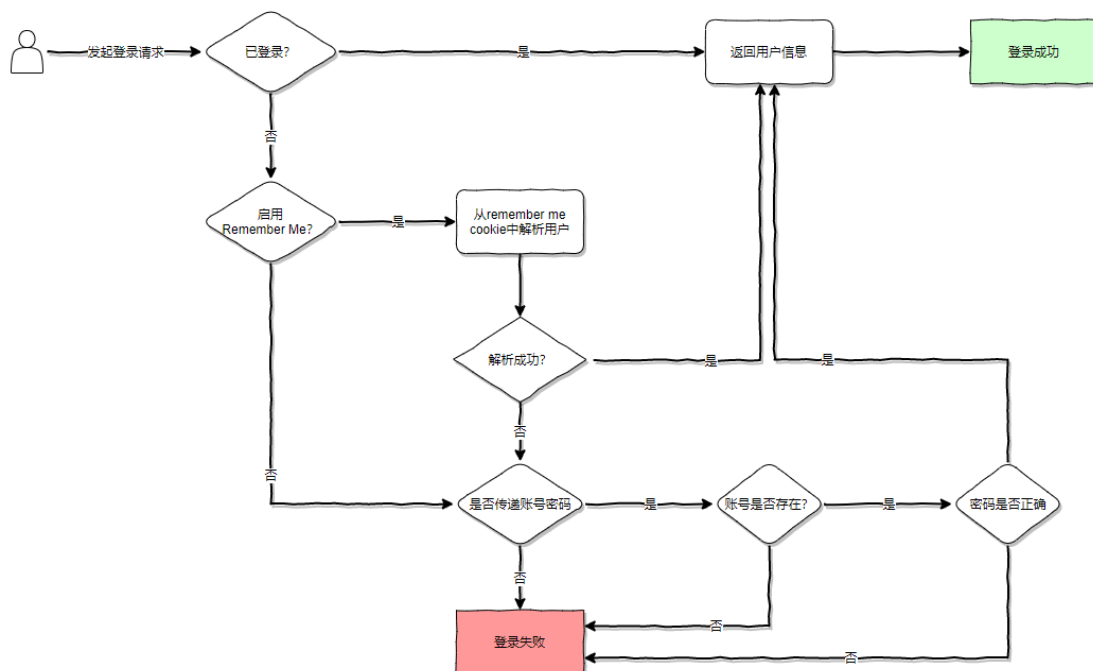 发起登录请求
已登录?
是
返回用户信息
登录成功
否
启用
Remember Me?
是
从remember me
cookie中解析用户
解析成功?
是
是
否
否
是否传递账号密码
是
账号是否存在?
是
密码是否正确
否
登录失败
否
否